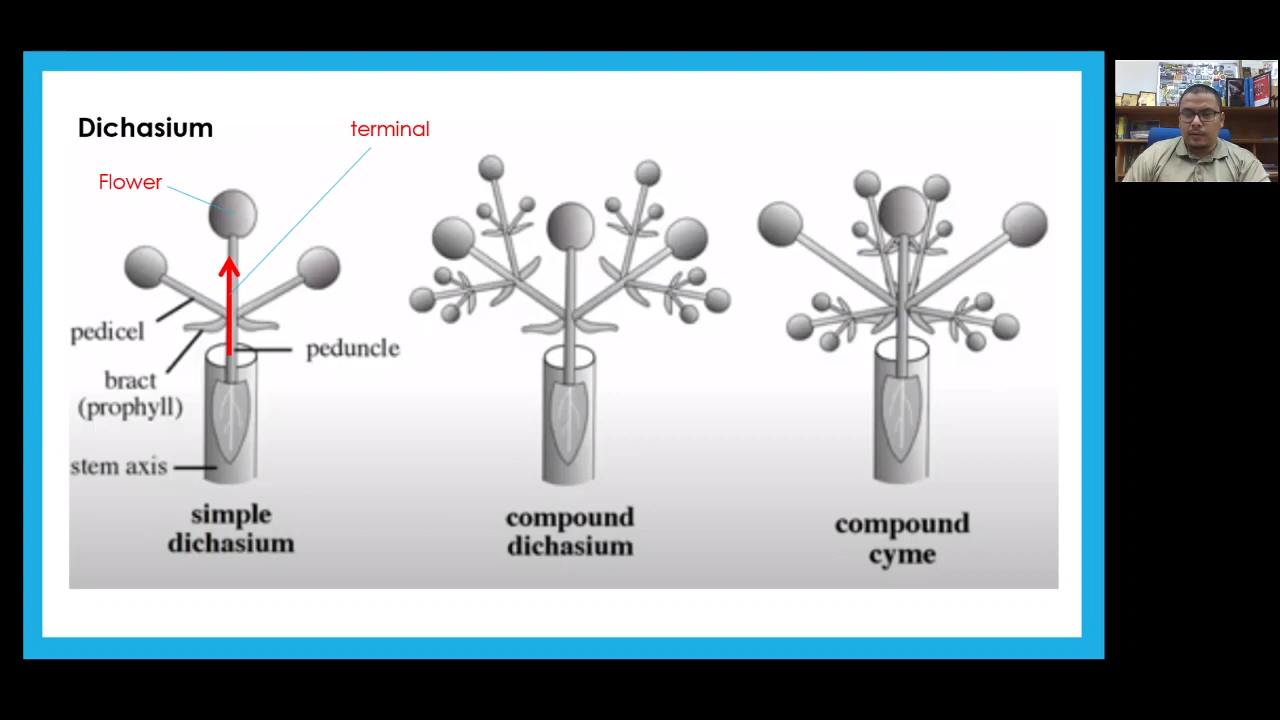 Dichasium
terminal
Flower
pedicel
peduncle
bract
(prophyll)
stem axis
simple
dichasium
compound
dichasium
compound
cyme